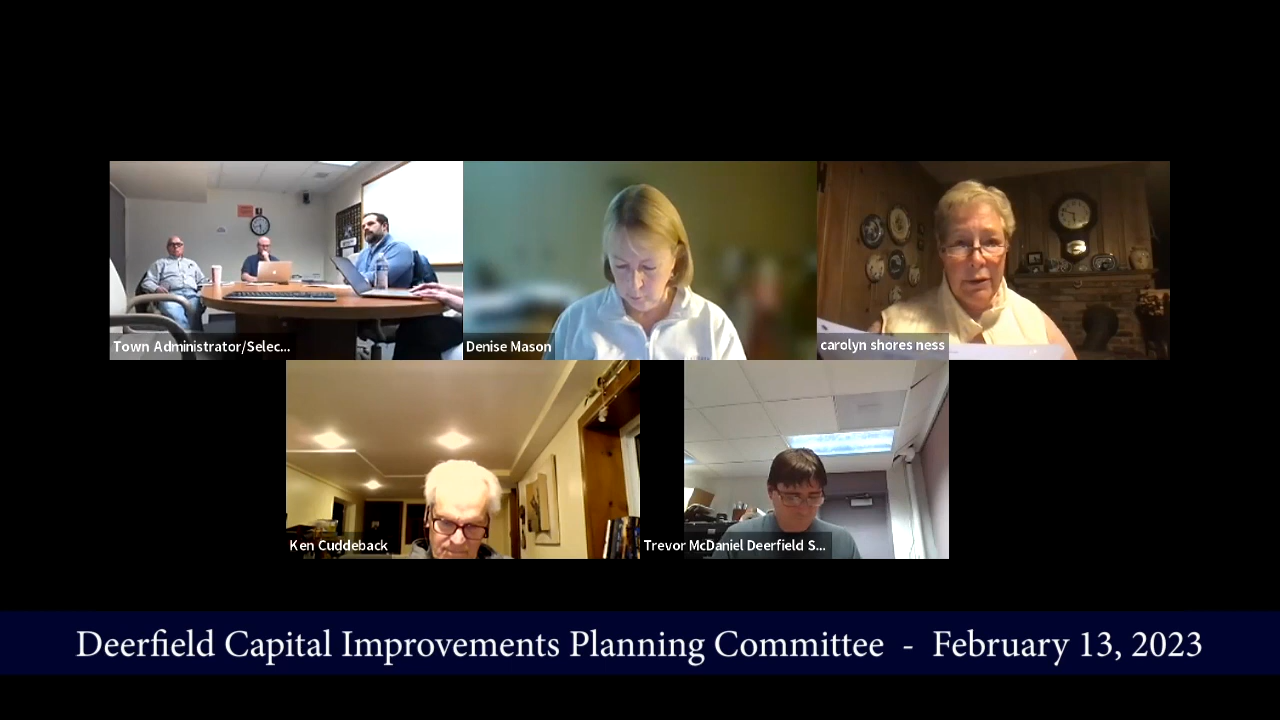 Town Administrator/Selec...
Denise Mason
carolyn shores ness
Ken Cuddeback
Trevor McDaniel Deerfield S...
Deerfield Capital Improvements Planning Committee - February 13, 2023